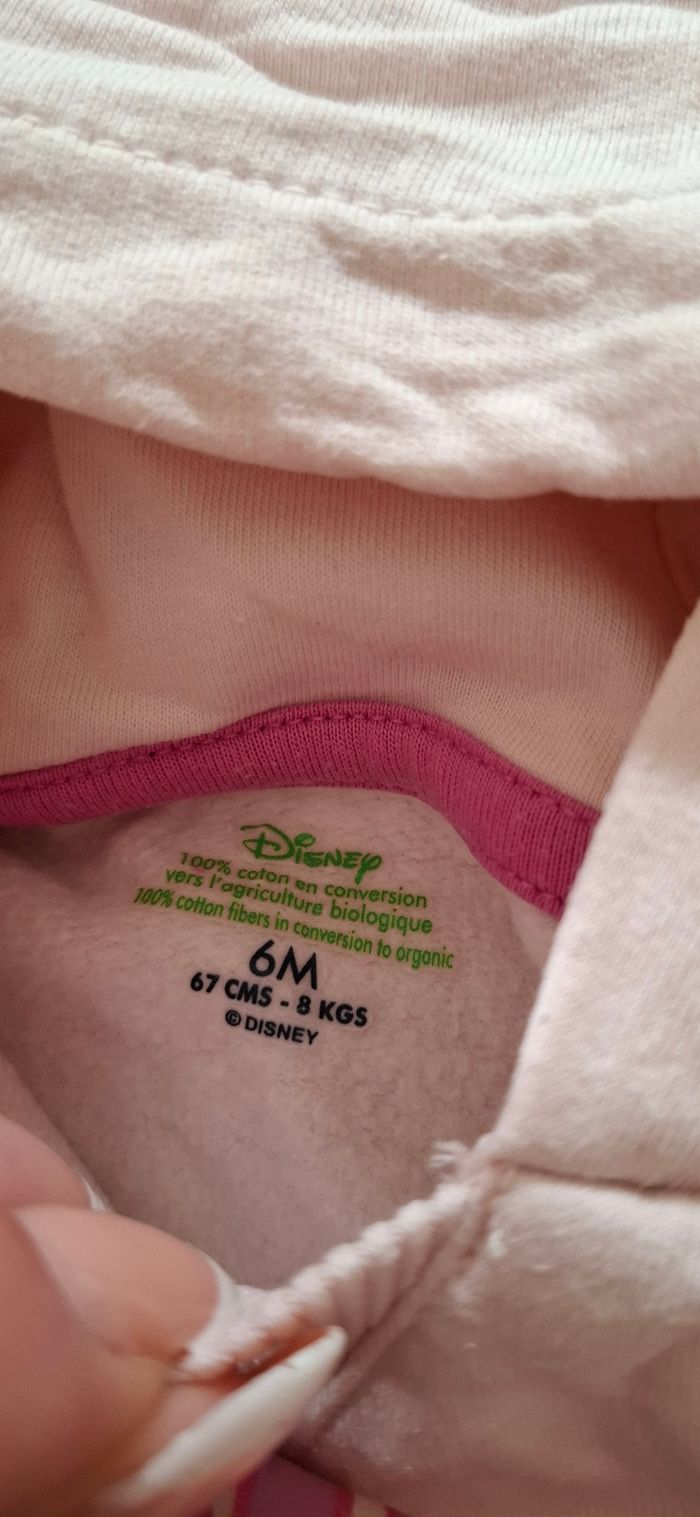 Disney
100% coton en conversion
vers l'agriculture biologique
100% cotton fibers in conversion to organic
6M
67 CMS - 8 KGS
© DISNEY